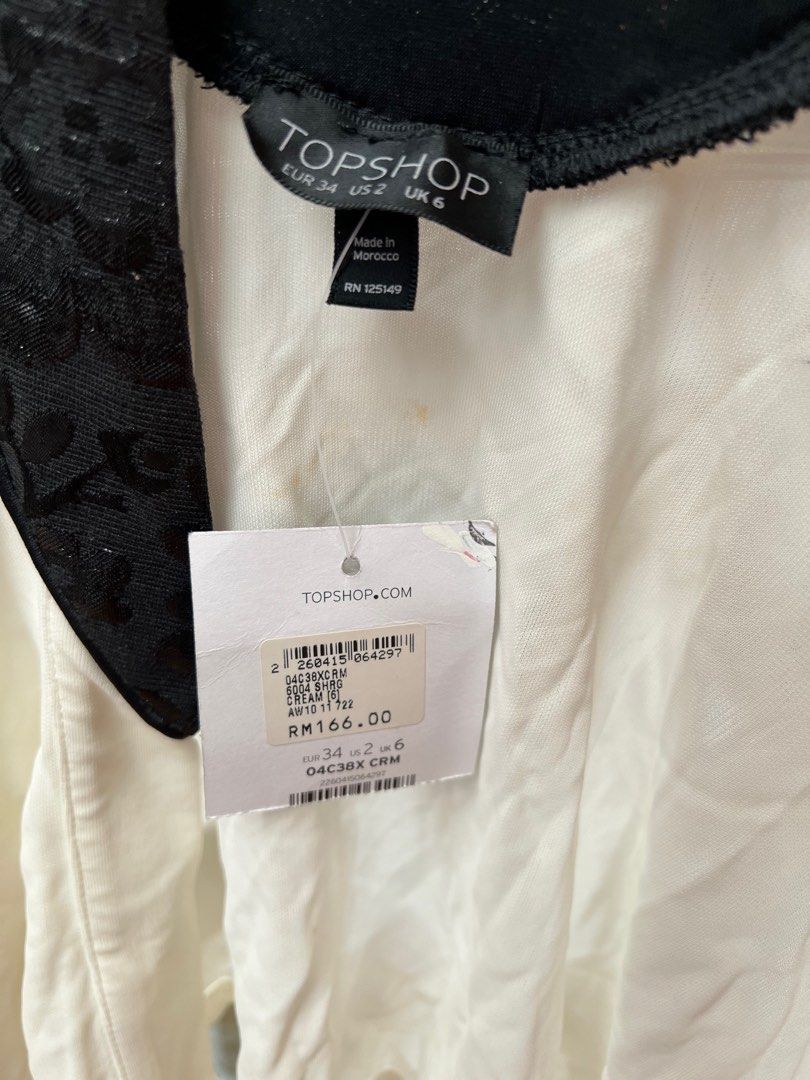 TOPSHOP
EUR 34 US 2 UK 6
Made in
Morocco
RN 125149
TOPSHOP.COM
2 260415 064297
04C38XCRM
6004 SHRG
CREAM [6]
AW10 11 722
RM166.00
EUR 34 US 2 UK 6
04C38X CRM
2260415064297